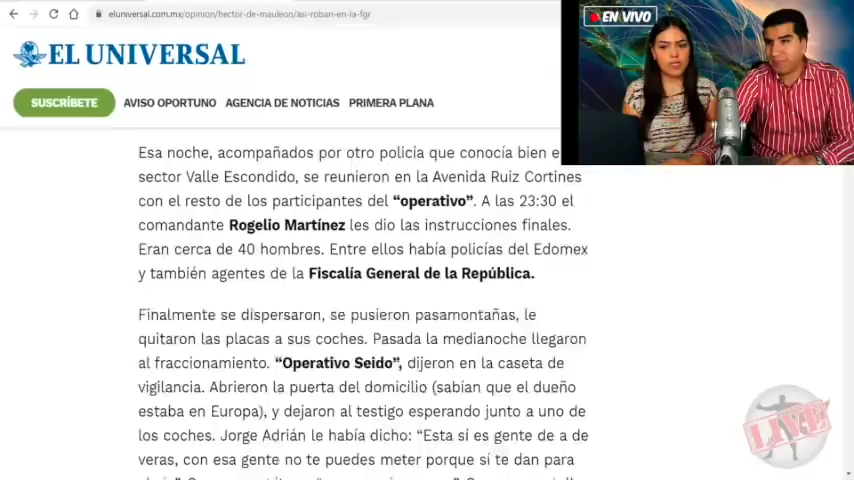 eluniversal.com.mx/opinion/hector-de-mauleon/asi-roban-en-la-fgr
EN VIVO
EL UNIVERSAL
SUSCRÍBETE AVISO OPORTUNO AGENCIA DE NOTICIAS PRIMERA PLANA
Esa noche, acompañados por otro policía que conocía bien
sector Valle Escondido, se reunieron en la Avenida Ruiz Cortines
con el resto de los participantes del “operativo”. A las 23:30 el
comandante Rogelio Martínez les dio las instrucciones finales.
Eran cerca de 40 hombres. Entre ellos había policías del Edomex
y también agentes de la Fiscalía General de la República.
Finalmente se dispersaron, se pusieron pasamontañas, le
quitaron las placas a sus coches. Pasada la medianoche llegaron
al fraccionamiento. “Operativo Seido”, dijeron en la caseta de
vigilancia. Abrieron la puerta del domicilio (sabían que el dueño
estaba en Europa), y dejaron al testigo esperando junto a uno de
los coches. Jorge Adrián le había dicho: “Esta sí es gente de a de
veras, con esa gente no te puedes meter porque sí te dan para
LIVE